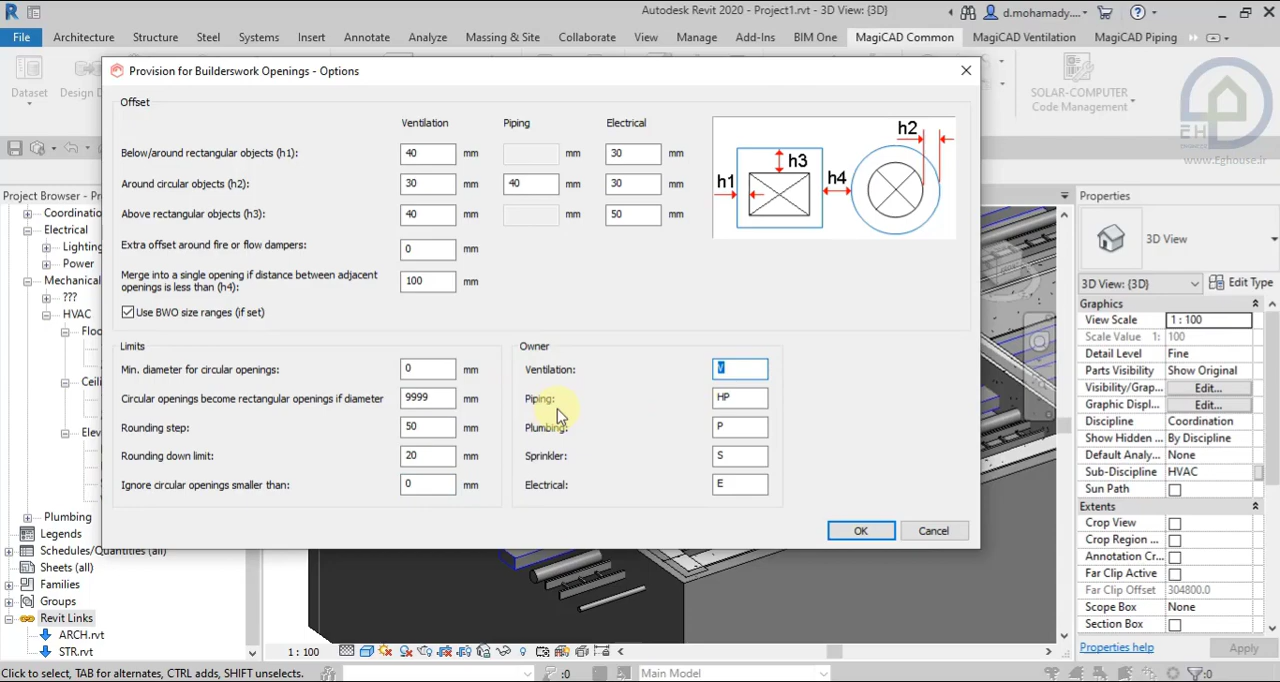 Autodesk Revit 2020 - Project1.rvt - 3D View: {3D}
d.mohamady....
File Architecture Structure Steel Systems Insert Annotate Analyze Massing & Site Collaborate View Manage Add-Ins BIM One MagiCAD Common MagiCAD Ventilation MagiCAD Piping
Dataset
Design D
SOLAR-COMPUTER
Code Management
EH
www.Eghouse.ir
Provision for Builderswork Openings - Options
Offset
Ventilation Piping Electrical
Below/around rectangular objects (h1): 40 mm mm 30 mm
Around circular objects (h2): 30 mm 40 mm 30 mm
Above rectangular objects (h3): 40 mm mm 50 mm
Extra offset around fire or flow dampers: 0 mm
Merge into a single opening if distance between adjacent
openings is less than (h4): 100 mm
Use BWO size ranges (if set)
h2
h3
h1
h4
Limits
Min. diameter for circular openings: 0 mm
Circular openings become rectangular openings if diameter 9999 mm
Rounding step: 50 mm
Rounding down limit: 20 mm
Ignore circular openings smaller than: 0 mm
Owner
Ventilation: V
Piping: HP
Plumbing: P
Sprinkler: S
Electrical: E
OK Cancel
Project Browser -
Coordination
Electrical
Lighting
Power
Mechanical
???
HVAC
Floo
Ceili
Elev
Plumbing
Legends
Schedules/Quantities (all)
Sheets (all)
Families
Groups
Revit Links
ARCH.rvt
STR.rvt
Properties
3D View
3D View: {3D} Edit Type
Graphics
View Scale 1 : 100
Scale Value 1: 100
Detail Level Fine
Parts Visibility Show Original
Visibility/Grap... Edit...
Graphic Displ... Edit...
Discipline Coordination
Show Hidden ... By Discipline
Default Analy... None
Sub-Discipline HVAC
Sun Path
Extents
Crop View
Crop Region ...
Annotation Cr...
Far Clip Active
Far Clip Offset 304800.0
Scope Box None
Section Box
Properties help Apply
1 : 100
Click to select, TAB for alternates, CTRL adds, SHIFT unselects.
:0
Main Model
:0